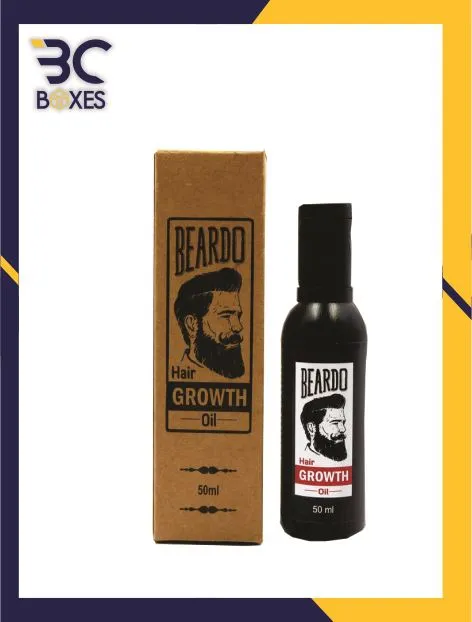 BC
BOXES
BEARDO
Hair
GROWTH
Oil
50ml
BEARDO
Hair
GROWTH
Oil
50 ml